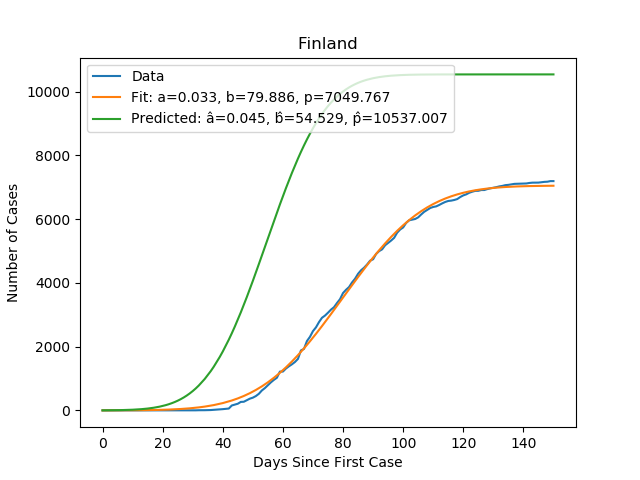 Finland
Data
Fit: a=0.033, b=79.886, p=7049.767
Predicted: â=0.045, b̂=54.529, p̂=10537.007
10000
8000
6000
4000
2000
0
Number of Cases
0 20 40 60 80 100 120 140
Days Since First Case